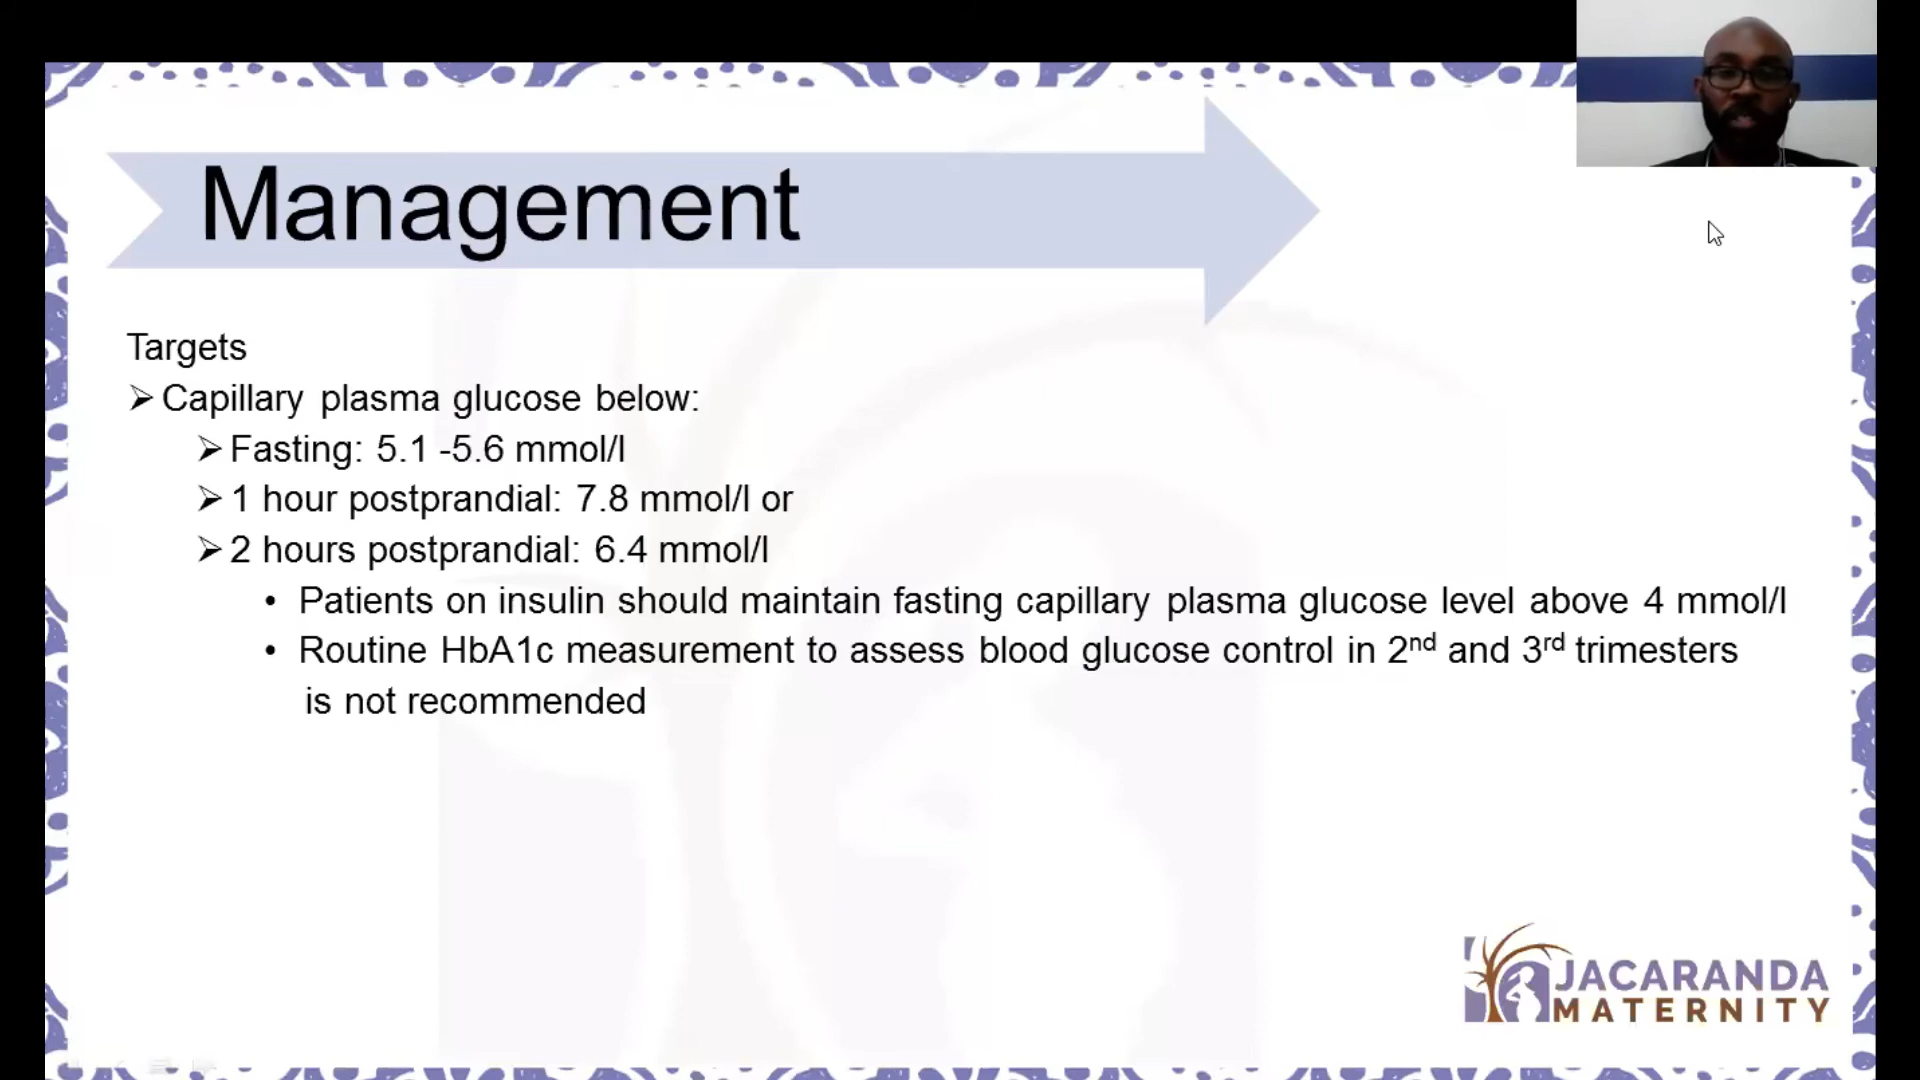 Management
Targets
➢ Capillary plasma glucose below:
➢ Fasting: 5.1 -5.6 mmol/l
➢ 1 hour postprandial: 7.8 mmol/l or
➢ 2 hours postprandial: 6.4 mmol/l
• Patients on insulin should maintain fasting capillary plasma glucose level above 4 mmol/l
• Routine HbA1c measurement to assess blood glucose control in 2nd and 3rd trimesters
is not recommended
JACARANDA
MATERNITY